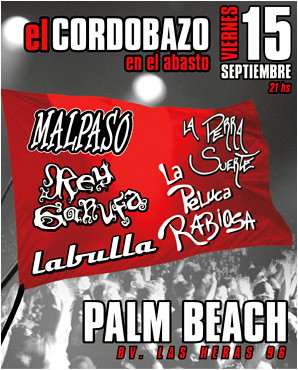 el CORDOBAZO
en el abasto
VIERNES
15
SEPTIEMBRE
21 hs
MALPASO
Rey
Garufa
labulla
LA PERRA
SUERTE
La
Peluca
RABIOSA
PALM BEACH
BV. LAS HERAS 96